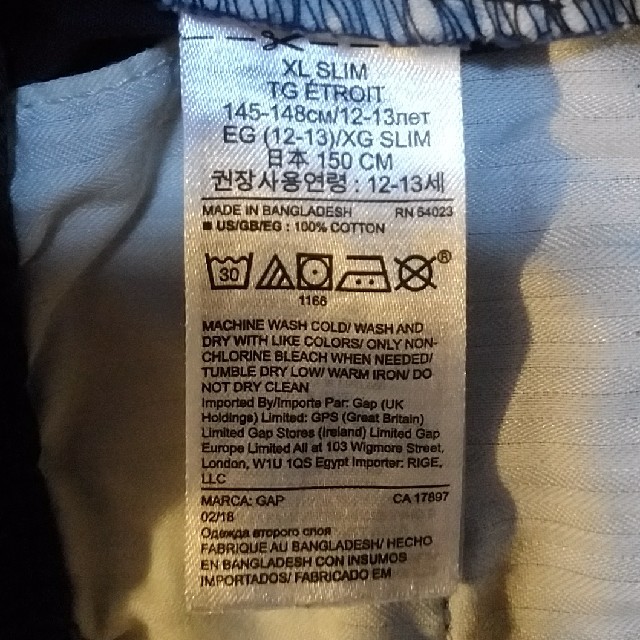 XL SLIM
TG ETROIT
145-148см/12-13лет
EG (12-13)/XG SLIM
日本 150 CM
권장사용연령 : 12-13세
MADE IN BANGLADESH RN 54023
■ US/GB/EG : 100% COTTON
30 ®
1166
MACHINE WASH COLD/ WASH AND
DRY WITH LIKE COLORS/ ONLY NON-
CHLORINE BLEACH WHEN NEEDED/
TUMBLE DRY LOW/ WARM IRON/ DO
NOT DRY CLEAN
Imported By/Importe Par: Gap (UK
Holdings) Limited: GPS (Great Britain)
Limited Gap Stores (Ireland) Limited Gap
Europe Limited All at 103 Wigmore Street,
London, W1U 1QS Egypt Importer: RIGE,
LLC
MARCA: GAP CA 17897
02/18
Одежда второго слоя
FABRIQUE AU BANGLADESH/ HECHO
EN BANGLADESH CON INSUMOS
IMPORTADOS/ FABRICADO EM